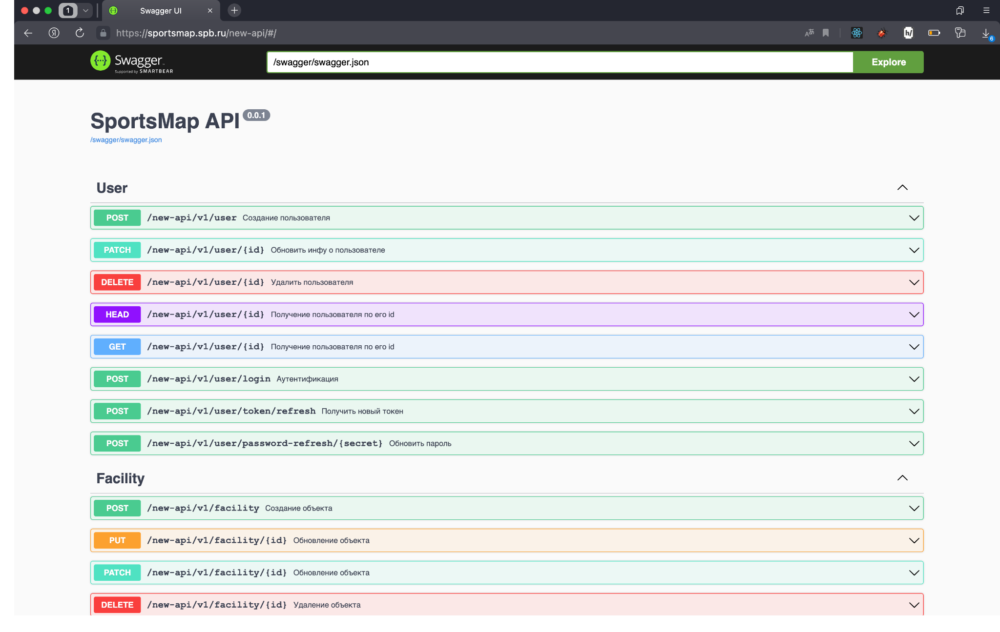 1
Swagger UI
https://sportsmap.spb.ru/new-api/#/
6
Swagger
Supported by SMARTBEAR
/swagger/swagger.json
Explore
SportsMap API 0.0.1
/swagger/swagger.json
User
POST /new-api/v1/user Создание пользователя
PATCH /new-api/v1/user/{id} Обновить инфу о пользователе
DELETE /new-api/v1/user/{id} Удалить пользователя
HEAD /new-api/v1/user/{id} Получение пользователя по его id
GET /new-api/v1/user/{id} Получение пользователя по его id
POST /new-api/v1/user/login Аутентификация
POST /new-api/v1/user/token/refresh Получить новый токен
POST /new-api/v1/user/password-refresh/{secret} Обновить пароль
Facility
POST /new-api/v1/facility Создание объекта
PUT /new-api/v1/facility/{id} Обновление объекта
PATCH /new-api/v1/facility/{id} Обновление объекта
DELETE /new-api/v1/facility/{id} Удаление объекта